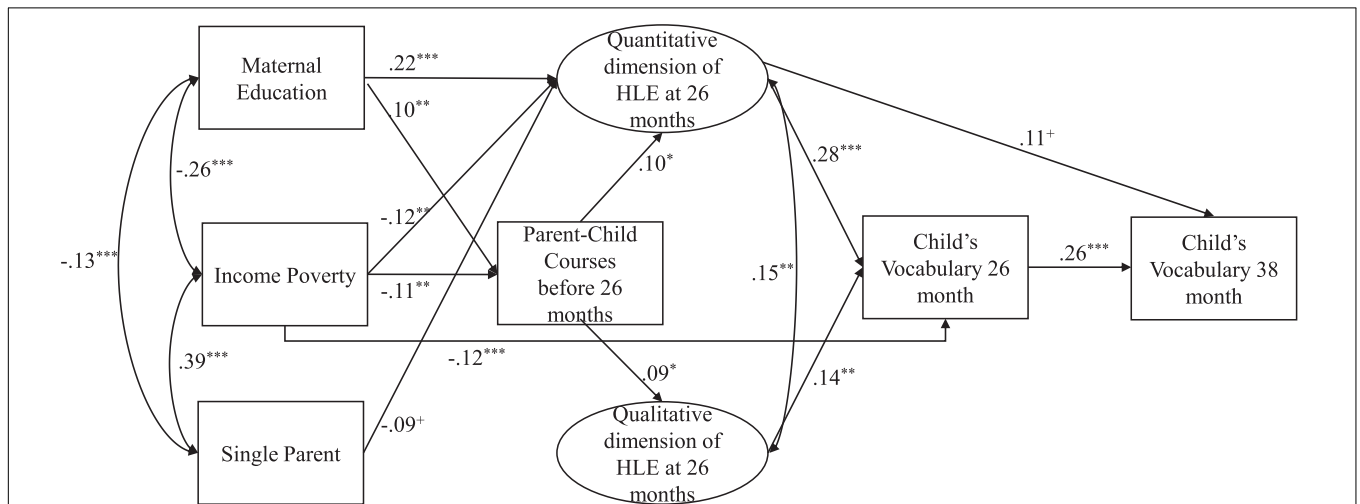 Maternal
Education
Income Poverty
Single Parent
Quantitative
dimension of
HLE at 26
months
Parent-Child
Courses
before 26
months
Qualitative
dimension of
HLE at 26
months
Child's
Vocabulary 26
month
Child's
Vocabulary 38
month
.22***
.10**
-.26***
-.12**
-.13***
-.11**
.39***
-.12***
-.09+
.10*
.09*
.28***
.15**
.14**
.11+
.26***